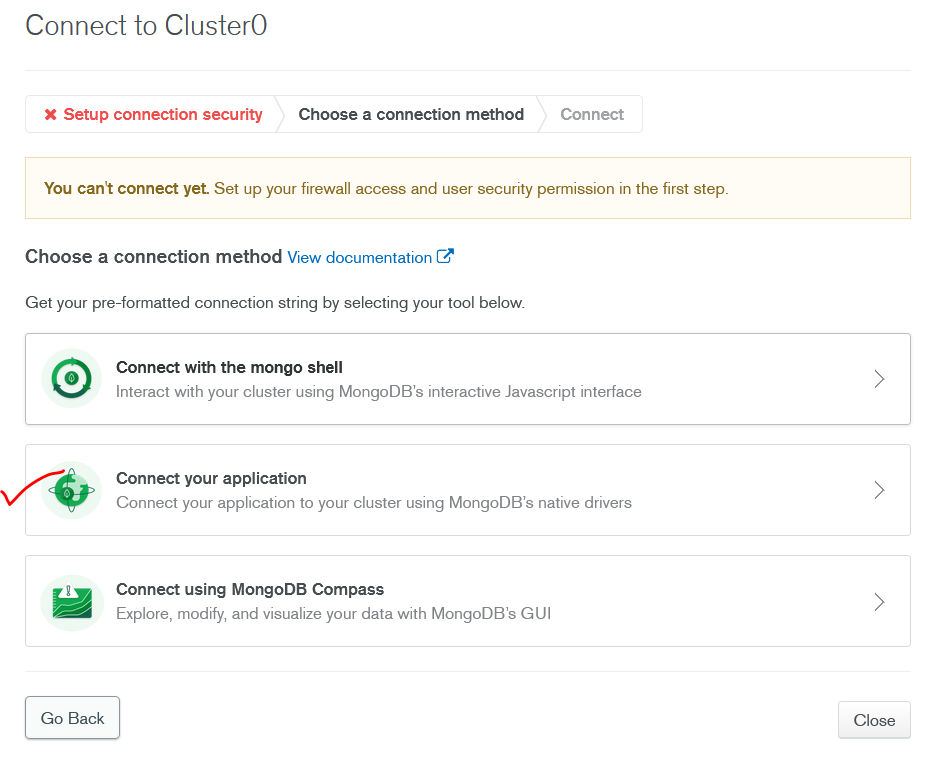 Connect to Cluster0
Setup connection security Choose a connection method Connect
You can't connect yet. Set up your firewall access and user security permission in the first step.
Choose a connection method View documentation
Get your pre-formatted connection string by selecting your tool below.
Connect with the mongo shell
Interact with your cluster using MongoDB's interactive Javascript interface
Connect your application
Connect your application to your cluster using MongoDB's native drivers
Connect using MongoDB Compass
Explore, modify, and visualize your data with MongoDB's GUI
Go Back Close